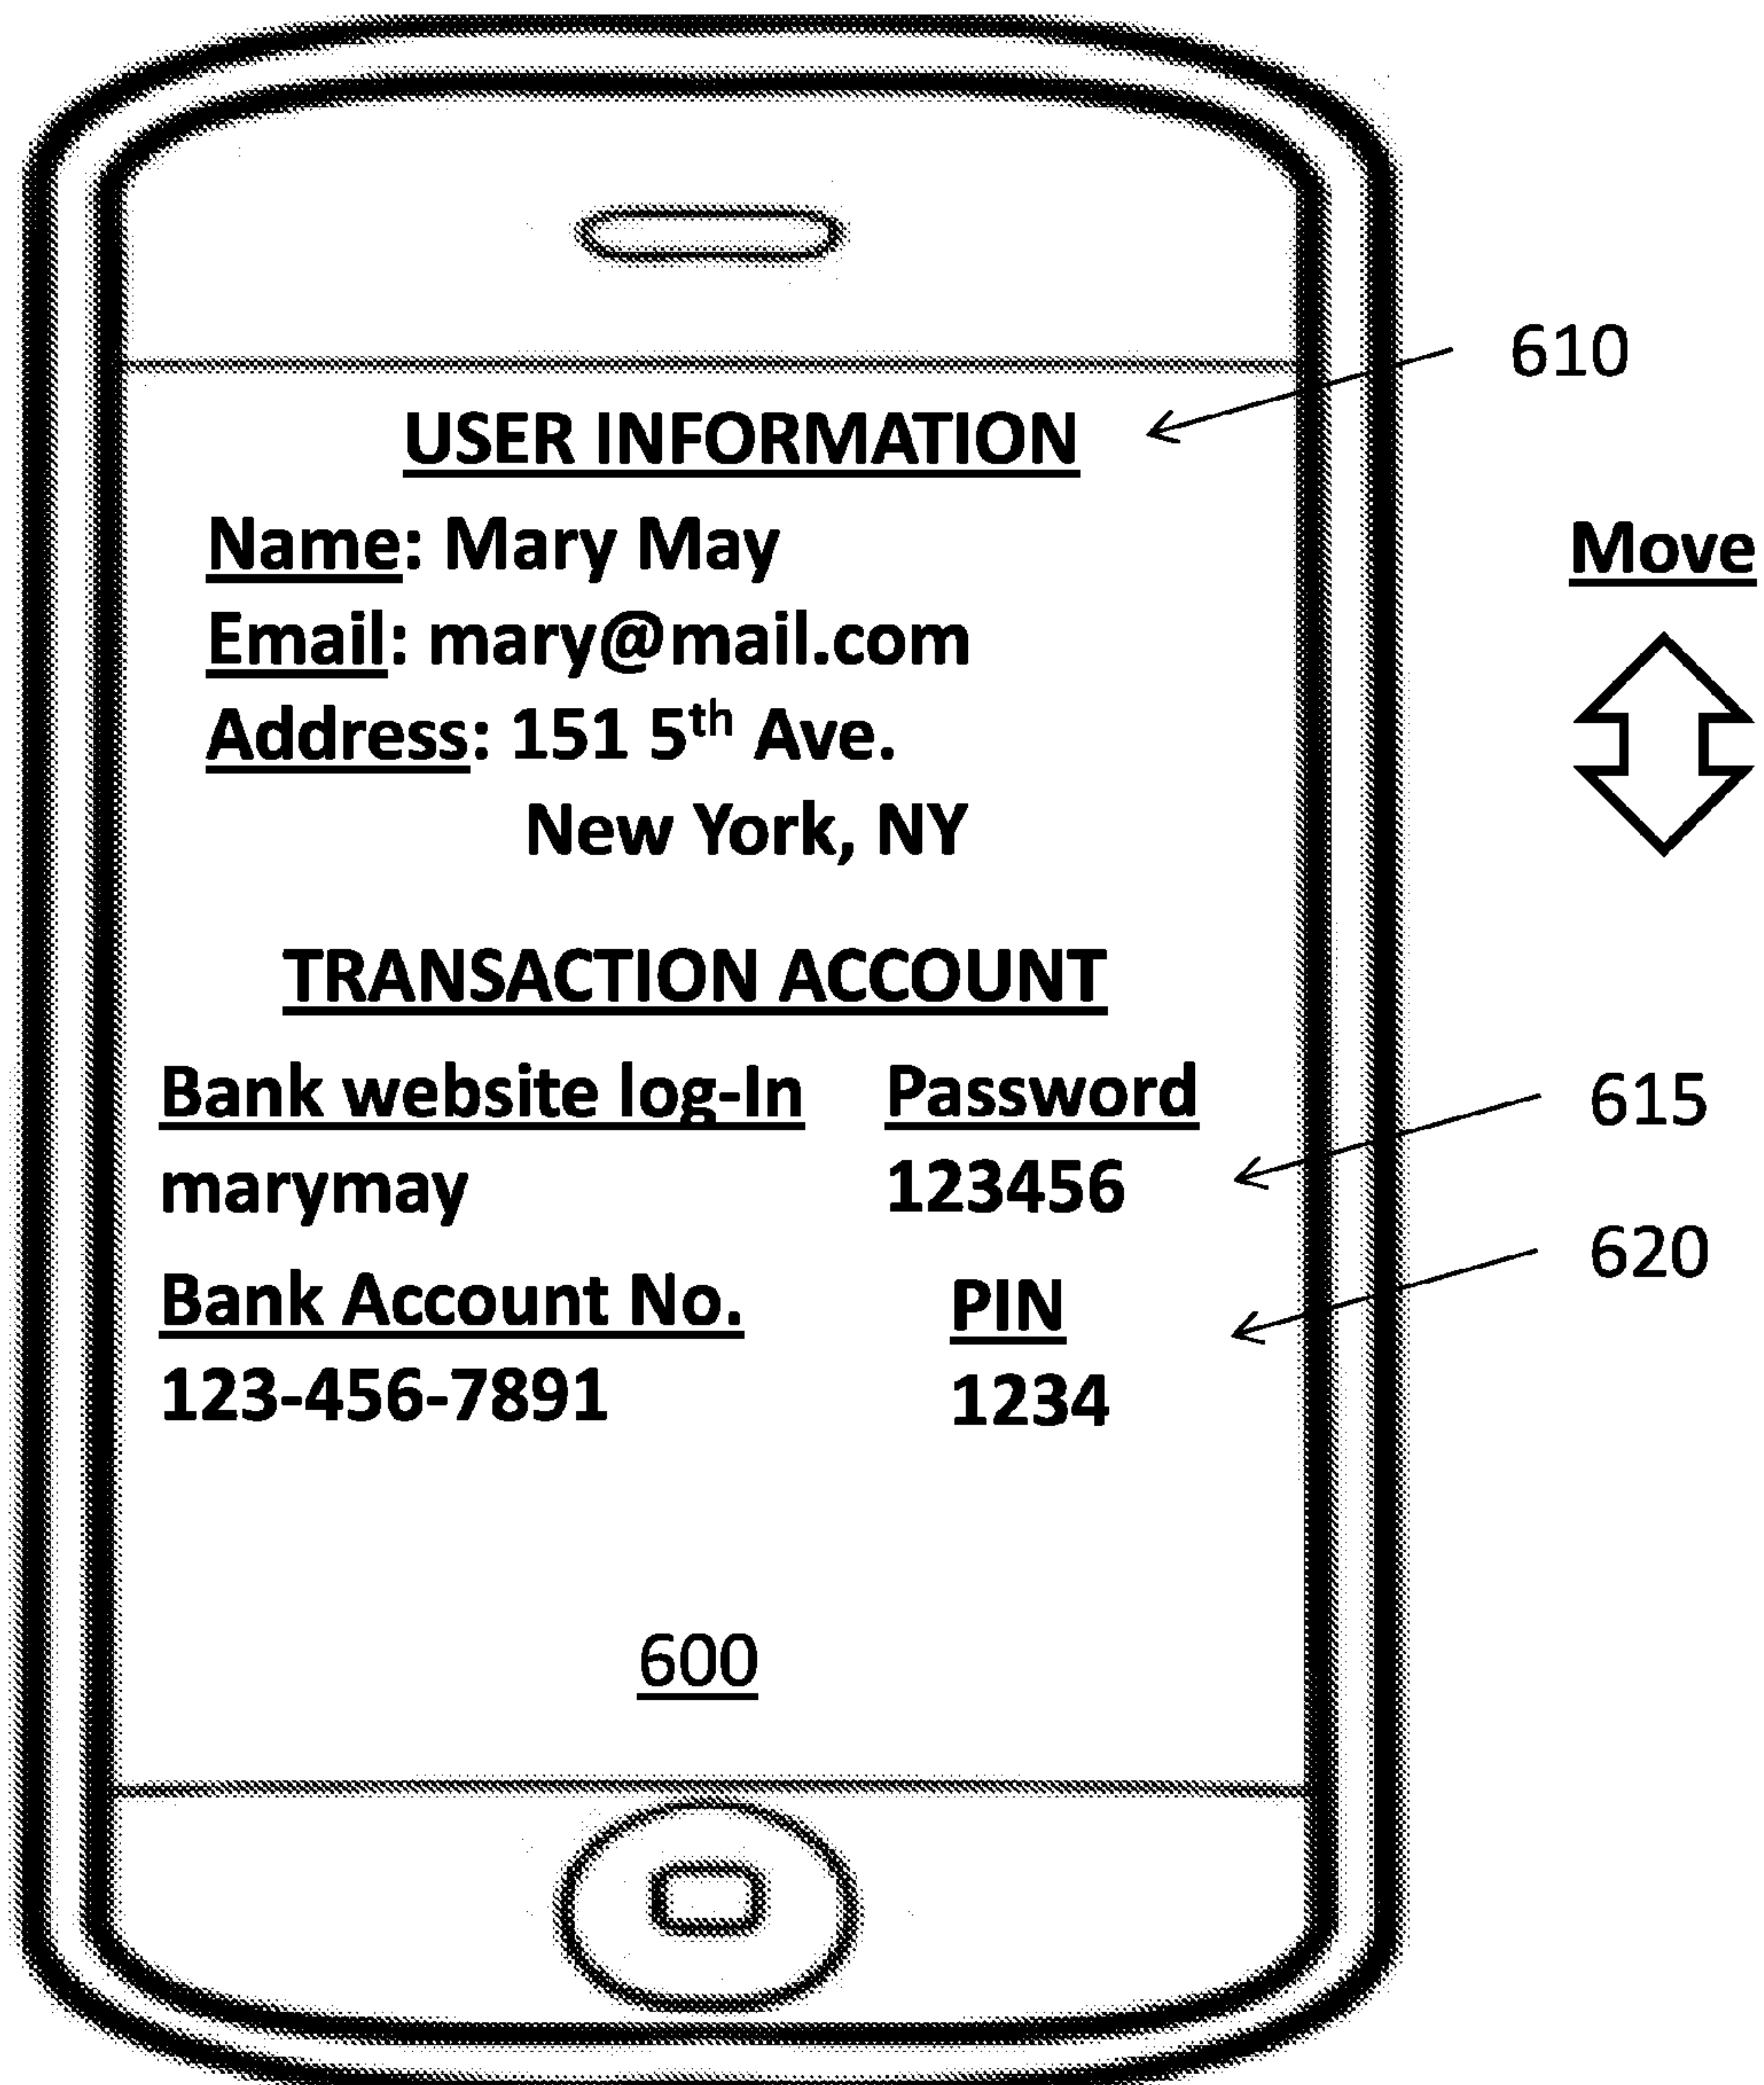 610
USER INFORMATION
Name: Mary May
Move
Email: mary@mail.com
Address: 151 5th Ave.
New York, NY
TRANSACTION ACCOUNT
Bank website log-In Password
615
marymay 123456
620
Bank Account No. PIN
123-456-7891 1234
600